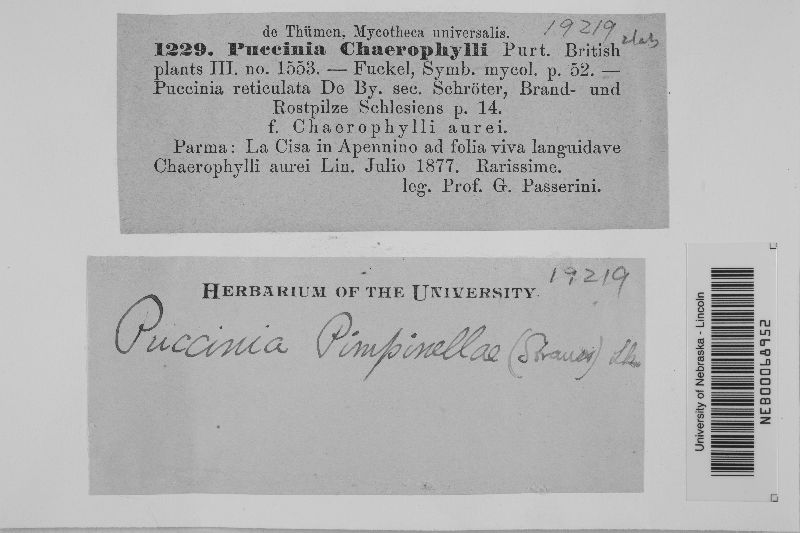 de Thümen, Mycotheca universalis. 19219
1229. Puccinia Chaerophylli Purt. British
plants III. no. 1553. — Fuckel, Symb. mycol. p. 52. —
Puccinia reticulata De By. sec. Schröter, Brand- und
Rostpilze Schlesiens p. 14.
f. Chaerophylli aurei.
Parma: La Cisa in Apennino ad folia viva languidave
Chaerophylli aurei Lin. Julio 1877. Rarissime.
leg. Prof. G. Passerini.
19219
HERBARIUM OF THE UNIVERSITY.
Puccinia Pimpinellae (Strauss)
University of Nebraska - Lincoln
NEB00068952